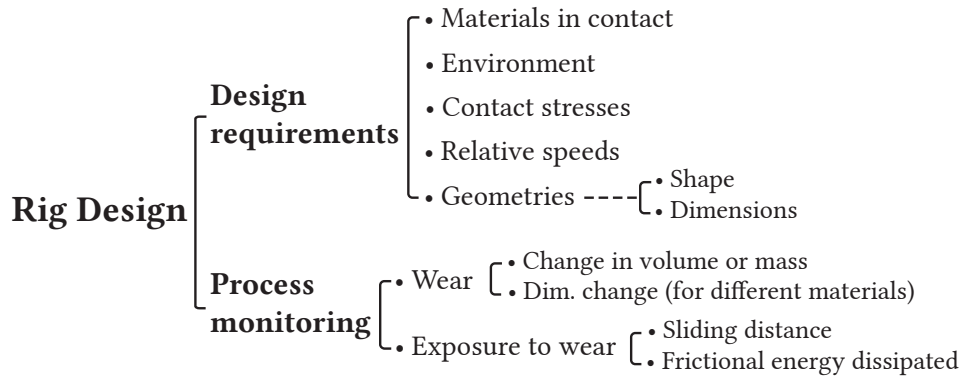 Rig Design
Design
requirements
• Materials in contact
• Environment
• Contact stresses
• Relative speeds
• Geometries
• Shape
• Dimensions
Process
monitoring
• Wear
• Change in volume or mass
• Dim. change (for different materials)
• Exposure to wear
• Sliding distance
• Frictional energy dissipated